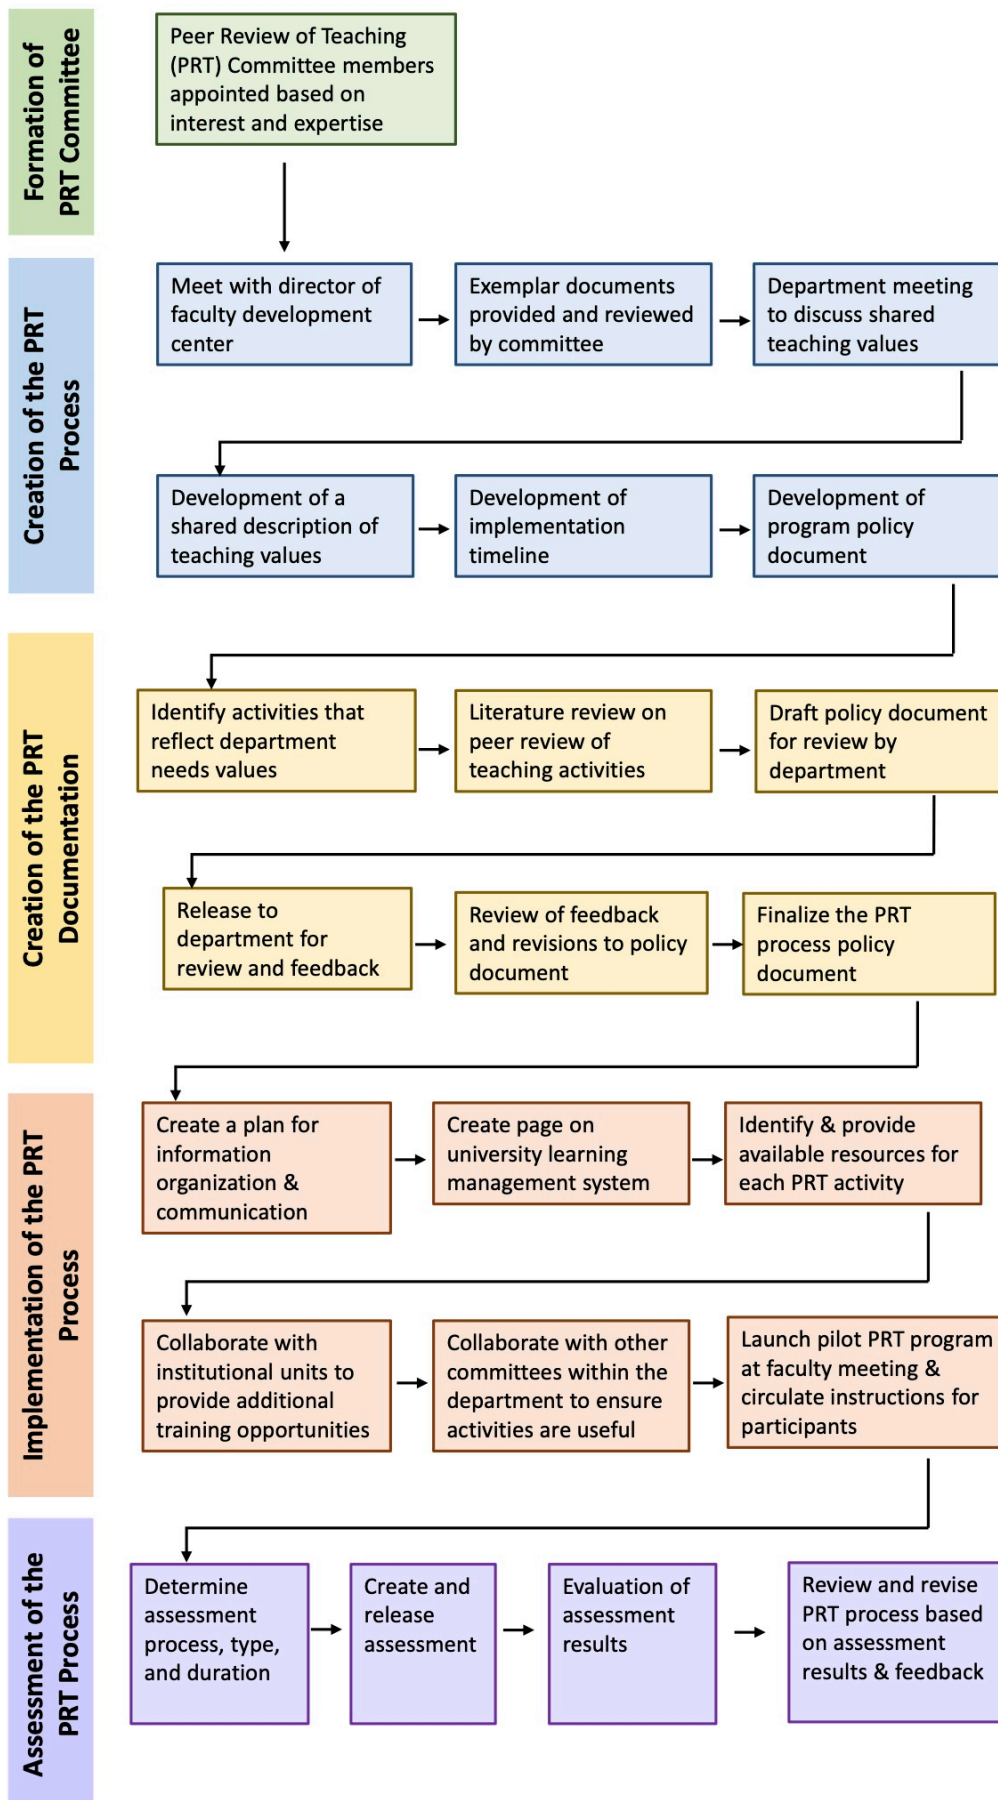 Formation of
PRT Committee
Peer Review of Teaching
(PRT) Committee members
appointed based on
interest and expertise
Creation of the PRT
Process
Meet with director of
faculty development
center
Exemplar documents
provided and reviewed
by committee
Department meeting
to discuss shared
teaching values
Development of a
shared description of
teaching values
Development of
implementation
timeline
Development of
program policy
document
Creation of the PRT
Documentation
Identify activities that
reflect department
needs values
Literature review on
peer review of
teaching activities
Draft policy document
for review by
department
Release to
department for
review and feedback
Review of feedback
and revisions to policy
document
Finalize the PRT
process policy
document
Implementation of the PRT
Process
Create a plan for
information
organization &
communication
Create page on
university learning
management system
Identify & provide
available resources for
each PRT activity
Collaborate with
institutional units to
provide additional
training opportunities
Collaborate with other
committees within the
department to ensure
activities are useful
Launch pilot PRT program
at faculty meeting &
circulate instructions for
participants
Assessment of the
PRT Process
Determine
assessment
process, type,
and duration
Create and
release
assessment
Evaluation of
assessment
results
Review and revise
PRT process based
on assessment
results & feedback